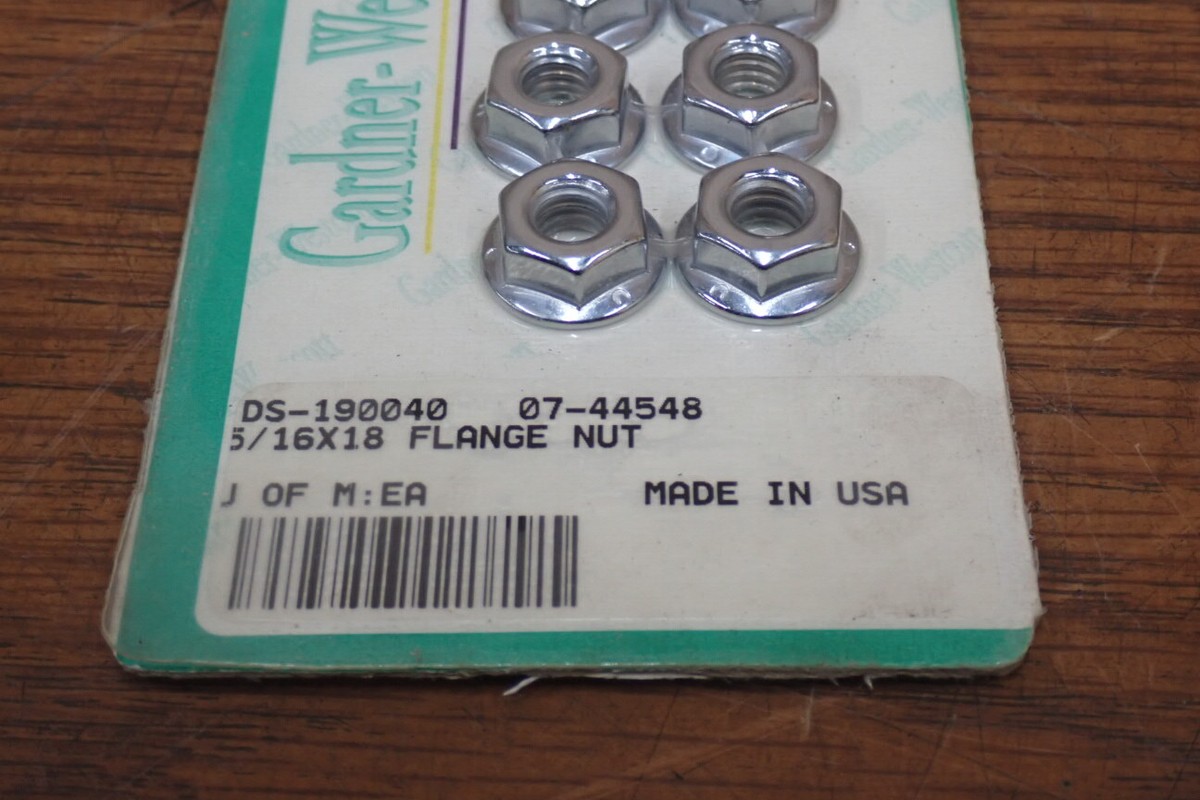 Gardner-We
DS-190040 07-44548
5/16X18 FLANGE NUT
U OF M:EA MADE IN USA